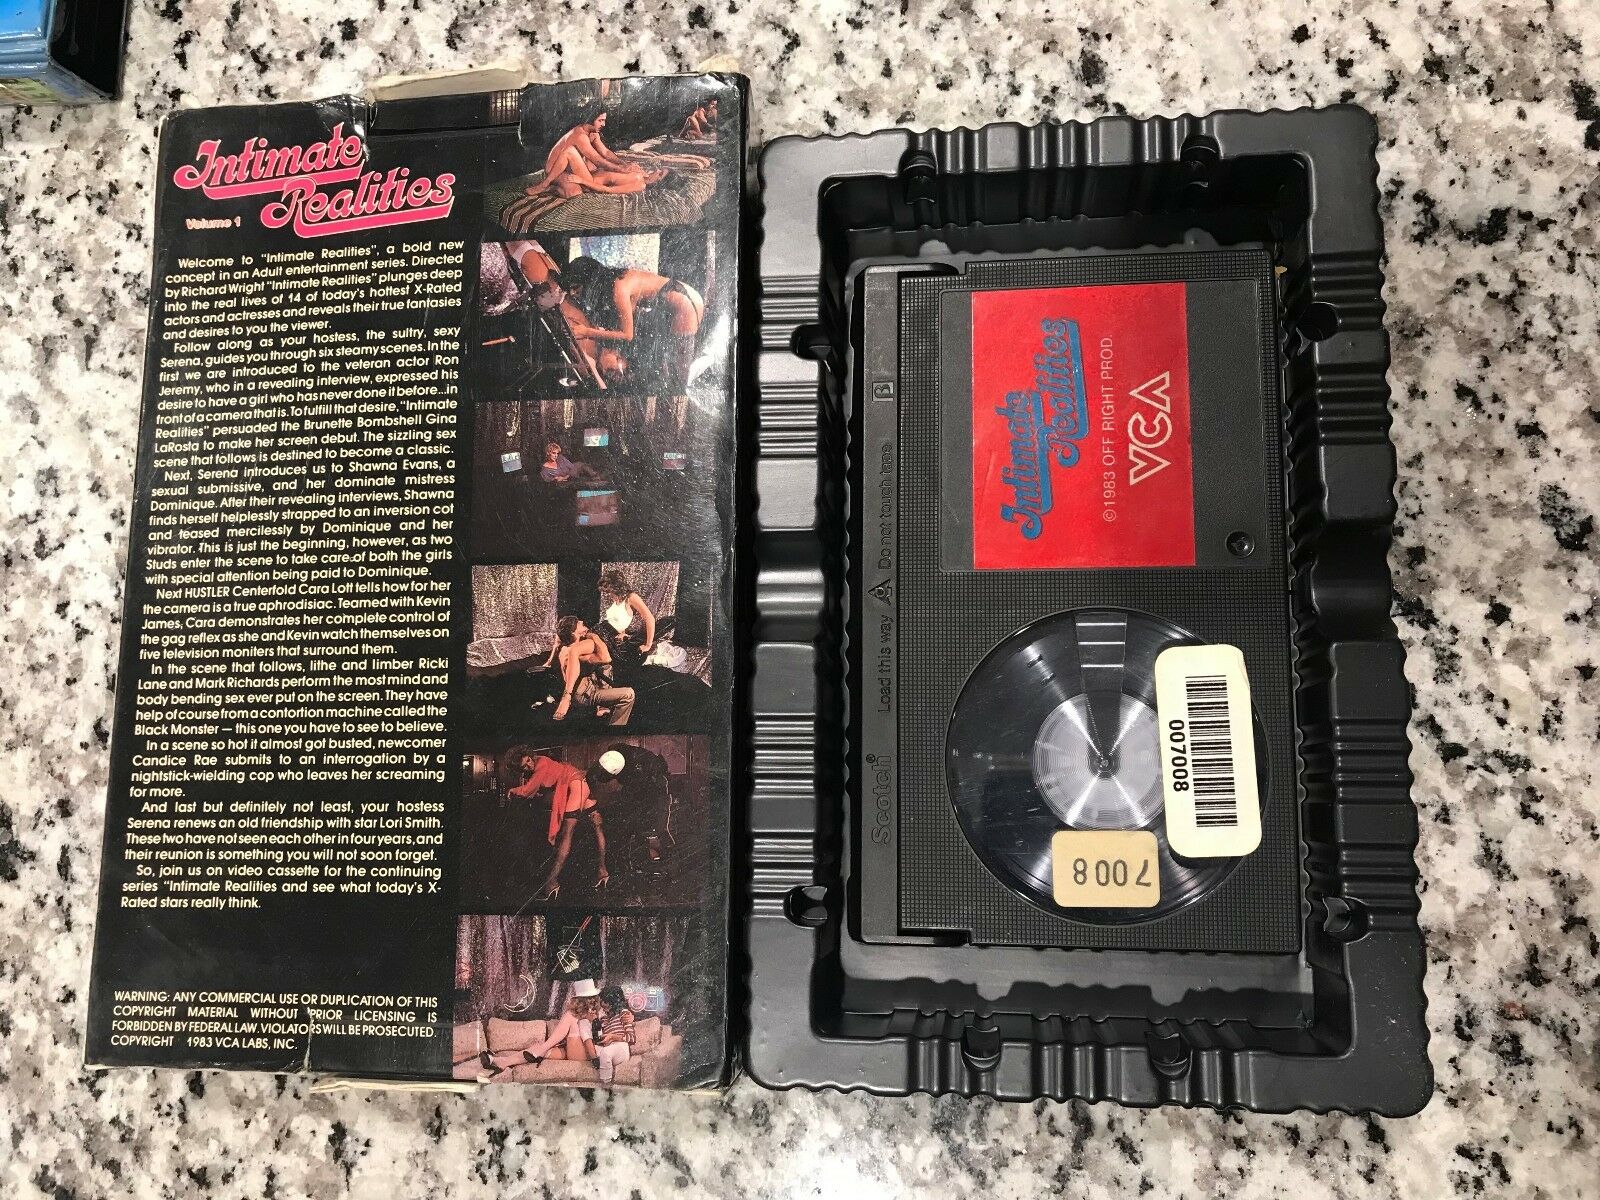 Intimate
Realities
Volume 1
Welcome to "Intimate Realities", a bold new
concept in an Adult entertainment series. Directed
by Richard Wright "Intimate Realities" plunges deep
into the real lives of 14 of today's hottest X-Rated
actors and actresses and reveals their true fantasies
and desires to you the viewer.
Follow along as your hostess, the sultry, sexy
Serena, guides you through six steamy scenes. In the
first we are introduced to the veteran actor Ron
Jeremy, who in a revealing interview, expressed his
desire to have a girl who has never done it before...in
front of a camera that is. To fulfill that desire, "Intimate
Realities" persuaded the Brunette Bombshell Gina
LaRosta to make her screen debut. The sizzling sex
scene that follows is destined to become a classic.
Next, Serena introduces us to Shawna Evans, a
sexual submissive, and her dominate mistress
Dominique. After their revealing interviews, Shawna
finds herself helplessly strapped to an inversion cot
and teased mercilessly by Dominique and her
vibrator. This is just the beginning, however, as two
Studs enter the scene to take care of both the girls
with special attention being paid to Dominique.
Next HUSTLER Centerfold Cara Lott tells how for her
the camera is a true aphrodisiac. Teamed with Kevin
James, Cara demonstrates her complete control of
the gag reflex as she and Kevin watch themselves on
five television moniters that surround them.
In the scene that follows, lithe and limber Ricki
Lane and Mark Richards perform the most mind and
body bending sex ever put on the screen. They have
help of course from a contortion machine called the
Black Monster — this one you have to see to believe.
In a scene so hot it almost got busted, newcomer
Candice Rae submits to an interrogation by a
nightstick-wielding cop who leaves her screaming
for more.
And last but definitely not least, your hostess
Serena renews an old friendship with star Lori Smith.
These two have not seen each other in four years, and
their reunion is something you will not soon forget.
So, join us on video cassette for the continuing
series "Intimate Realities and see what today's X-
Rated stars really think.
WARNING: ANY COMMERCIAL USE OR DUPLICATION OF THIS
COPYRIGHT MATERIAL WITHOUT PRIOR LICENSING IS
FORBIDDEN BY FEDERAL LAW. VIOLATORS WILL BE PROSECUTED.
COPYRIGHT 1983 VCA LABS, INC.
Scotch® Load this way Do not touch tape B
Intimate
Realities
©1983 OFF RIGHT PROD.
VCA
007008
7008